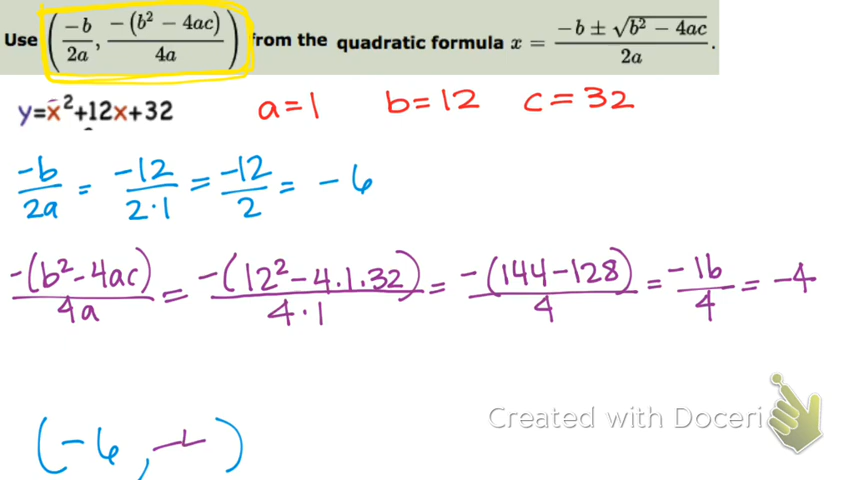 Use (-b/2a, -(b² - 4ac)/4a) from the quadratic formula x = (-b ± √(b² - 4ac))/2a.
y=x²+12x+32 a=1 b=12 c=32
-b/2a = -12/2·1 = -12/2 = -6
-(b²-4ac)/4a = -(12²-4·1·32)/4·1 = -(144-128)/4 = -16/4 = -4
Created with Doceri
(-6, )